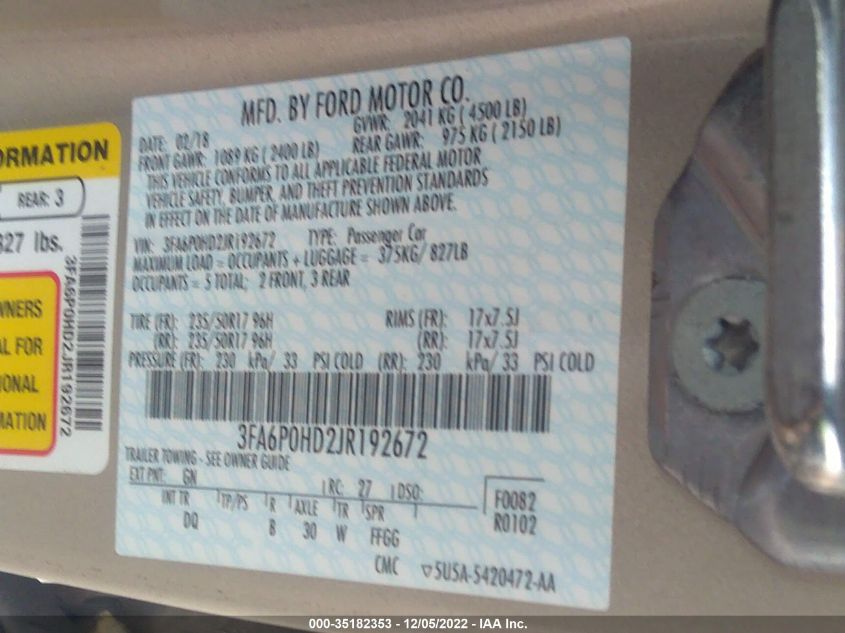 MFD. BY FORD MOTOR CO.
DATE: 02/18 GVWR: 2041 KG ( 4500 LB)
FRONT GAWR: 1089 KG ( 2400 LB) REAR GAWR: 975 KG ( 2150 LB)
THIS VEHICLE CONFORMS TO ALL APPLICABLE FEDERAL MOTOR
VEHICLE SAFETY, BUMPER, AND THEFT PREVENTION STANDARDS
IN EFFECT ON THE DATE OF MANUFACTURE SHOWN ABOVE.
VIN: 3FA6P0HD2JR192672 TYPE: Passenger Car
MAXIMUM LOAD = OCCUPANTS + LUGGAGE = 375KG/ 827LB
OCCUPANTS = 5 TOTAL; 2 FRONT, 3 REAR
TIRE (FR): 235/50R17 96H RIMS (FR): 17x7.5J
(RR): 235/50R17 96H (RR): 17x7.5J
PRESSURE (FR): 230 kPa/ 33 PSI COLD (RR): 230 kPa/ 33 PSI COLD
3FA6P0HD2JR192672
TRAILER TOWING - SEE OWNER GUIDE
EXT PNT: GN RC: 27 DSO:
INT TR TP/PS R AXLE TR SPR
DQ B 30 W FFGG
F0082
R0102
CMC ▽5U5A-5420472-AA
ORMATION
REAR: 3
827 lbs.
3FA6P0HD2JR192672
WNERS
AL FOR
IONAL
MATION
000-35182353 - 12/05/2022 - IAA Inc.